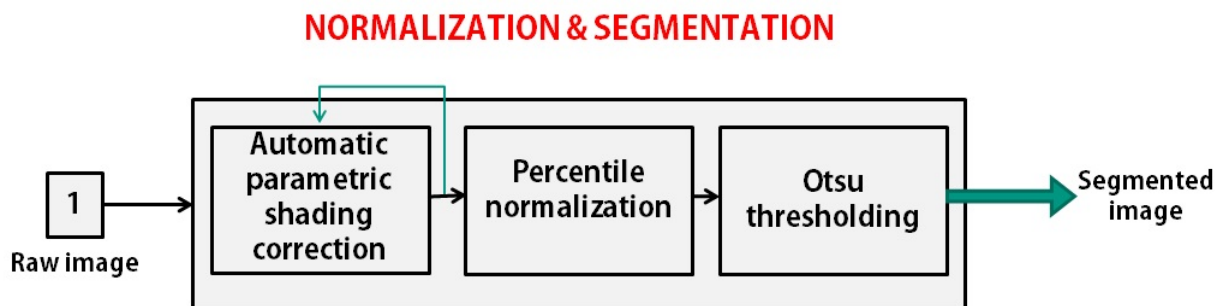 NORMALIZATION & SEGMENTATION
1
Raw image
Automatic
parametric
shading
correction
Percentile
normalization
Otsu
thresholding
Segmented
image